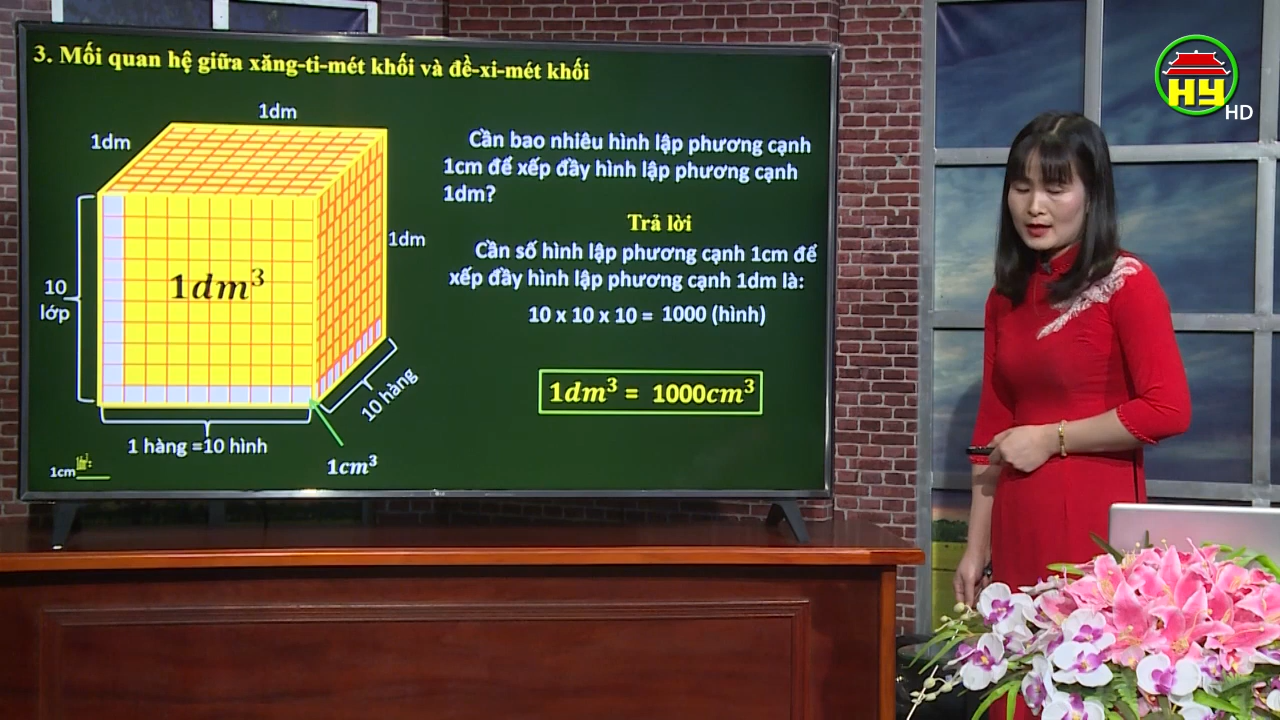 3. Mối quan hệ giữa xăng-ti-mét khối và đề-xi-mét khối
1dm
1dm
1dm
10
lớp
1dm³
10 hàng
1 hàng =10 hình
1cm³
1cm
Cần bao nhiêu hình lập phương cạnh
1cm để xếp đầy hình lập phương cạnh
1dm?
Trả lời
Cần số hình lập phương cạnh 1cm để
xếp đầy hình lập phương cạnh 1dm là:
10 x 10 x 10 = 1000 (hình)
1dm³ = 1000cm³
HY
HD